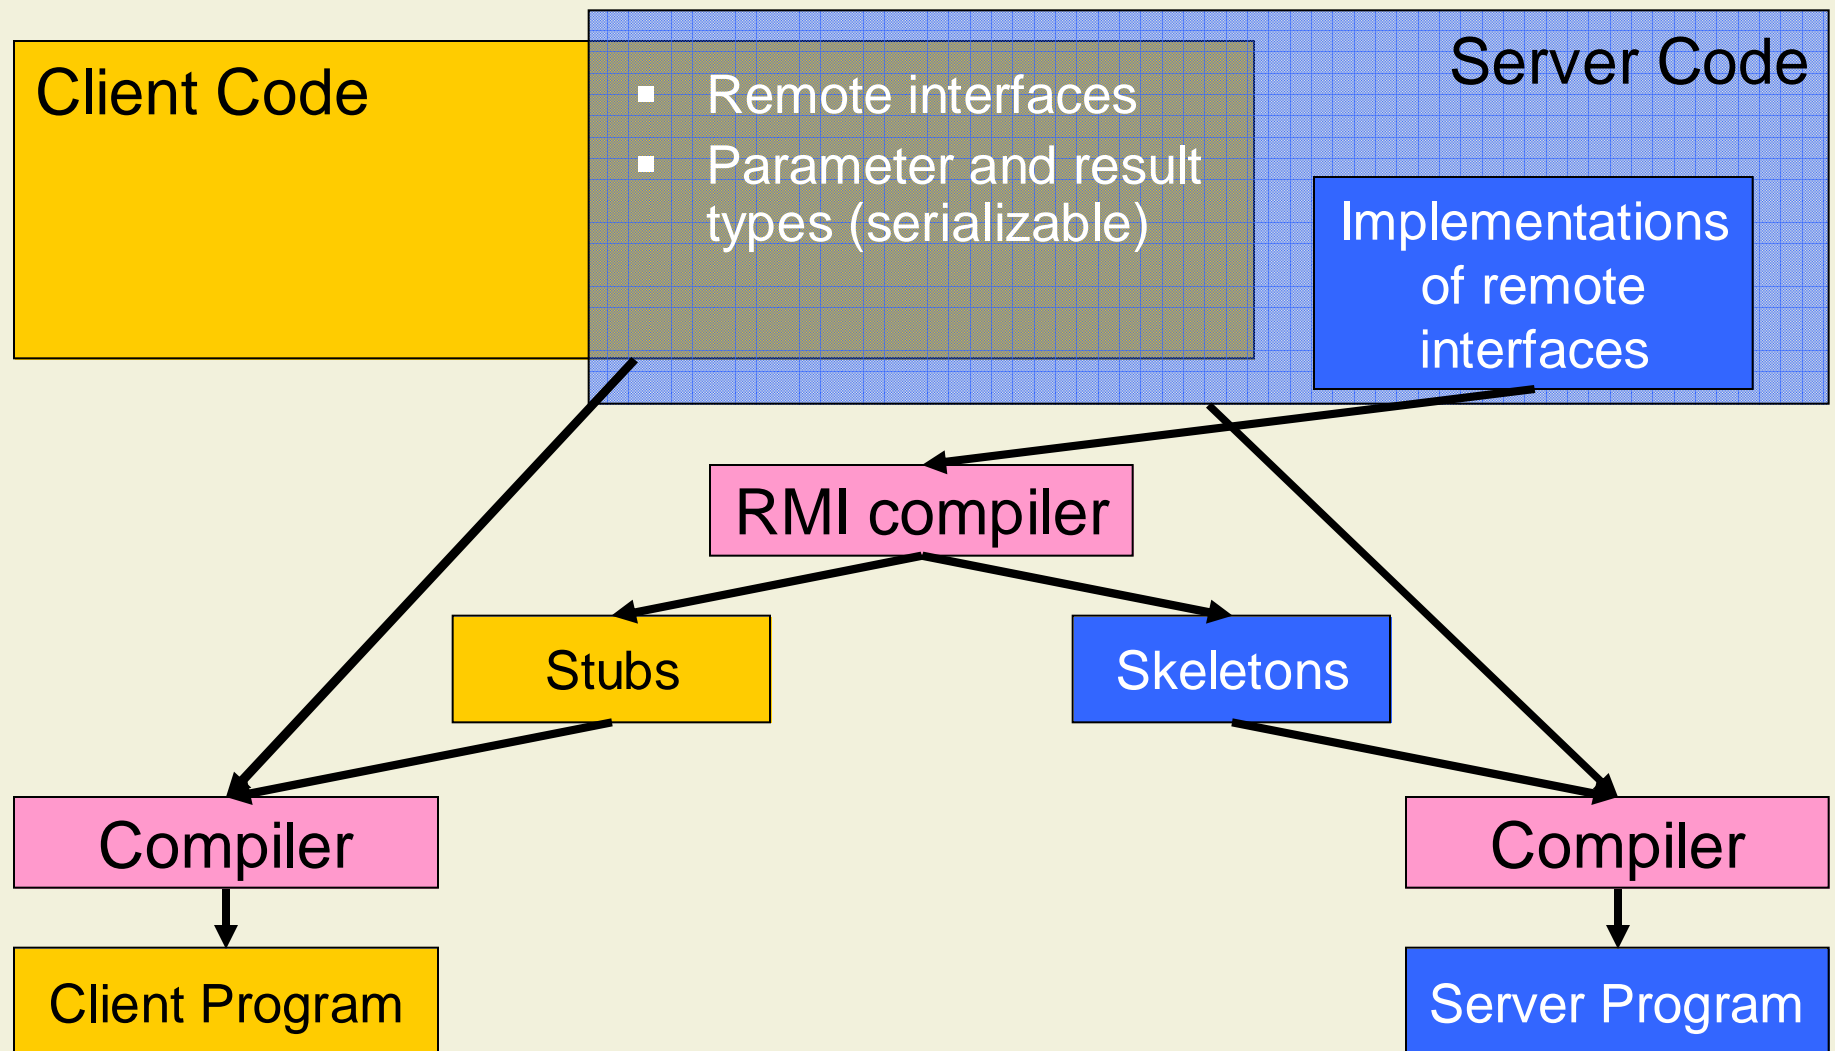 Client Code
Server Code
▪ Remote interfaces
▪ Parameter and result
types (serializable)
Implementations
of remote
interfaces
RMI compiler
Stubs
Skeletons
Compiler
Compiler
Client Program
Server Program